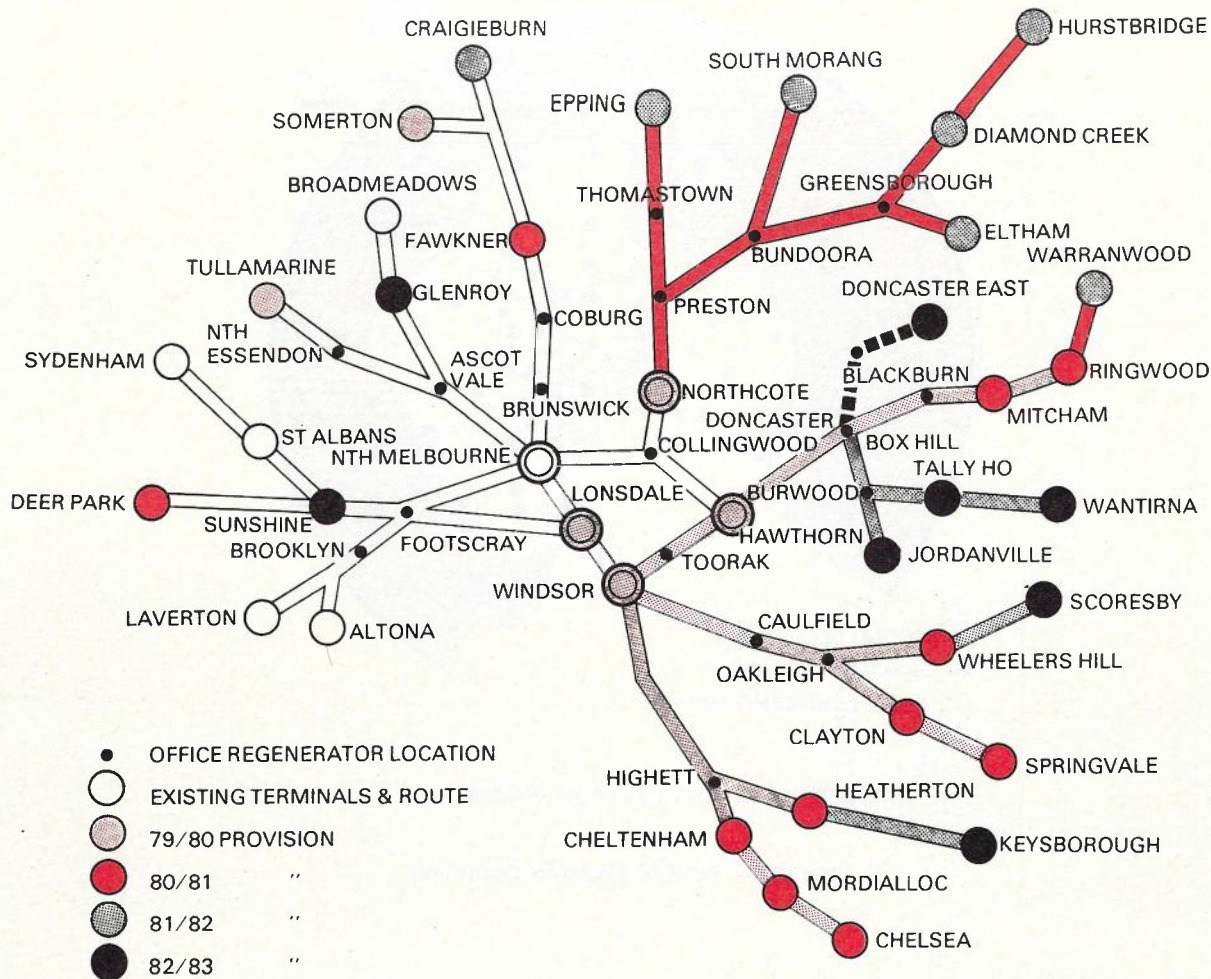 CRAIGIEBURN
HURSTBRIDGE
SOUTH MORANG
EPPING
SOMERTON
DIAMOND CREEK
BROADMEADOWS
GREENSBOROUGH
THOMASTOWN
FAWKNER
ELTHAM
BUNDOORA
WARRANWOOD
TULLAMARINE
GLENROY
DONCASTER EAST
PRESTON
COBURG
NTH
ESSENDON
SYDENHAM
ASCOT
VALE
BLACKBURN
RINGWOOD
NORTHCOTE
BRUNSWICK
MITCHAM
DONCASTER
ST ALBANS
COLLINGWOOD
BOX HILL
NTH MELBOURNE
TALLY HO
DEER PARK
LONSDALE
BURWOOD
WANTIRNA
SUNSHINE
HAWTHORN
FOOTSCRAY
BROOKLYN
TOORAK
JORDANVILLE
WINDSOR
SCORESBY
LAVERTON
ALTONA
CAULFIELD
WHEELERS HILL
OAKLEIGH
CLAYTON
OFFICE REGENERATOR LOCATION
SPRINGVALE
HIGHETT
HEATHERTON
EXISTING TERMINALS & ROUTE
79/80 PROVISION
CHELTENHAM
KEYSBOROUGH
80/81 "
MORDIALLOC
81/82 "
CHELSEA
82/83 "